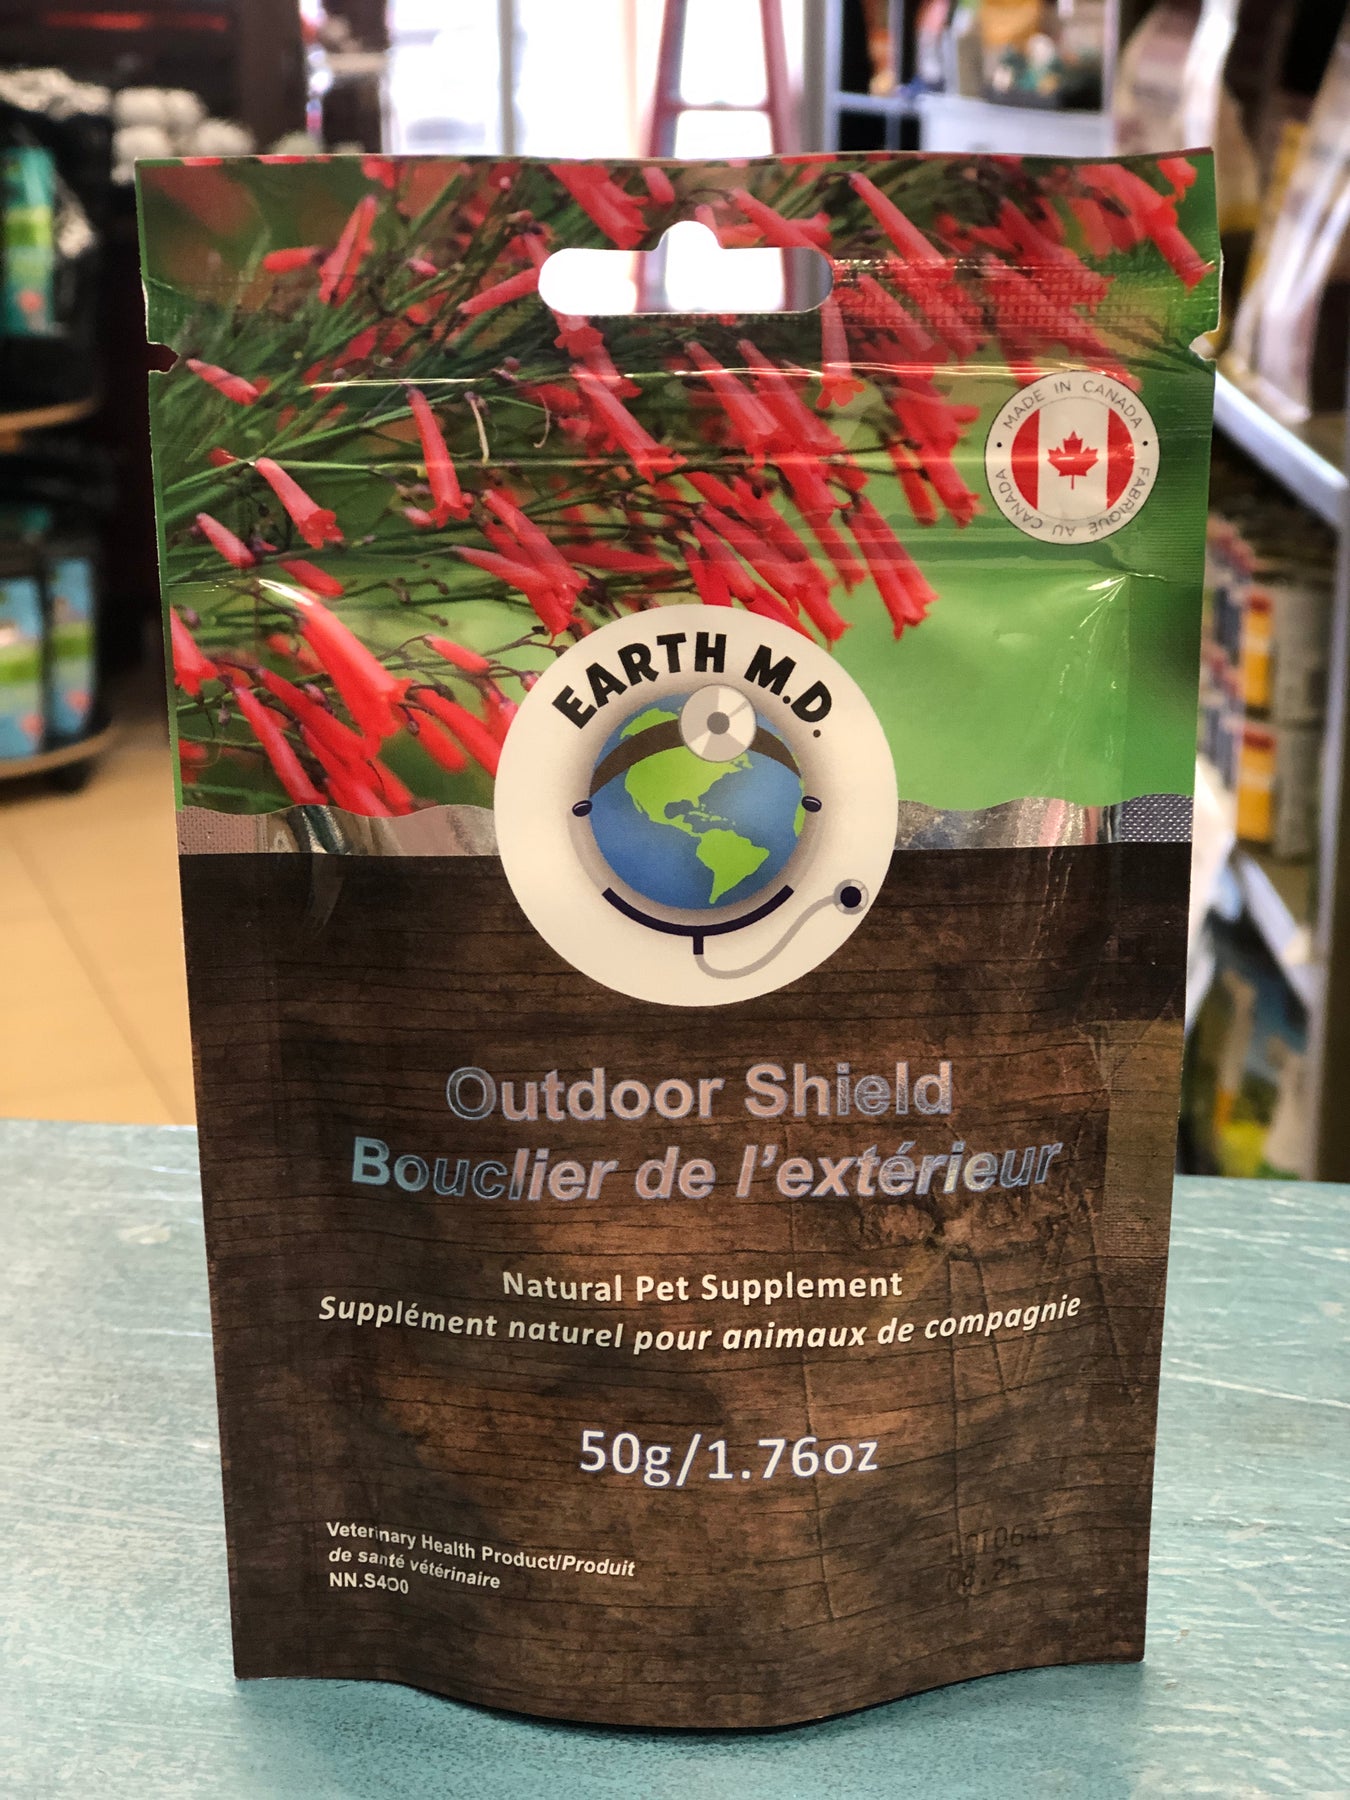 MADE IN CANADA
FABRIQUÉ AU CANADA
EARTH M.D.
Outdoor Shield
Bouclier de l'extérieur
Natural Pet Supplement
Supplément naturel pour animaux de compagnie
50g/1.76oz
Veterinary Health Product/Produit
de santé vétérinaire
NN.S4O0